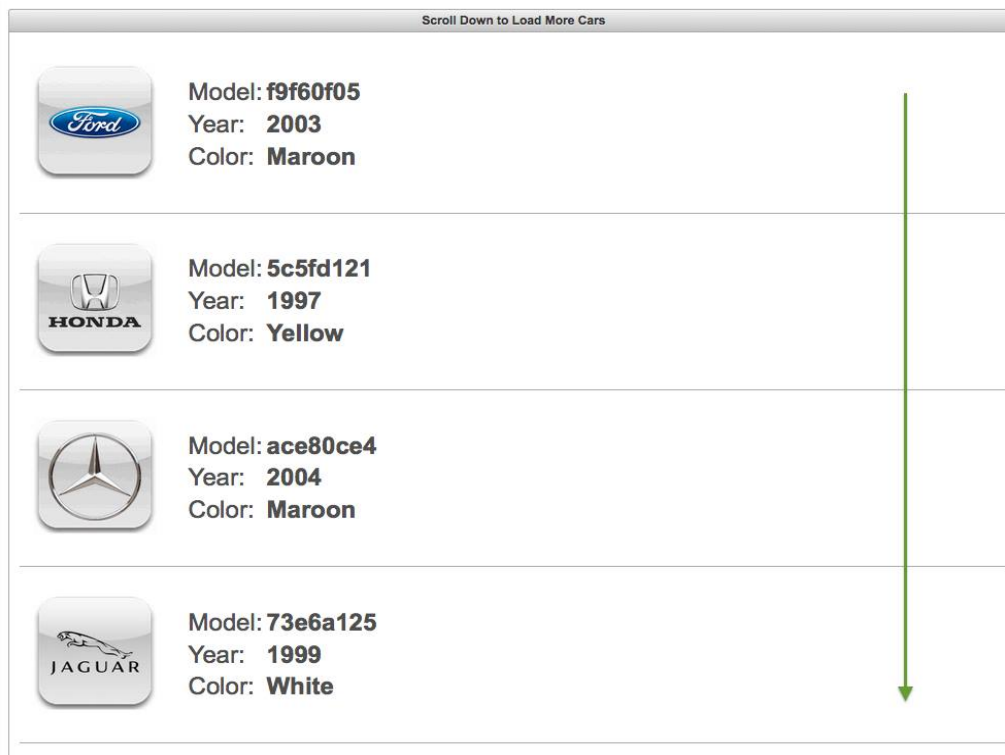 Scroll Down to Load More Cars
Ford
Model: f9f60f05
Year: 2003
Color: Maroon
HONDA
Model: 5c5fd121
Year: 1997
Color: Yellow
Model: ace80ce4
Year: 2004
Color: Maroon
JAGUAR
Model: 73e6a125
Year: 1999
Color: White